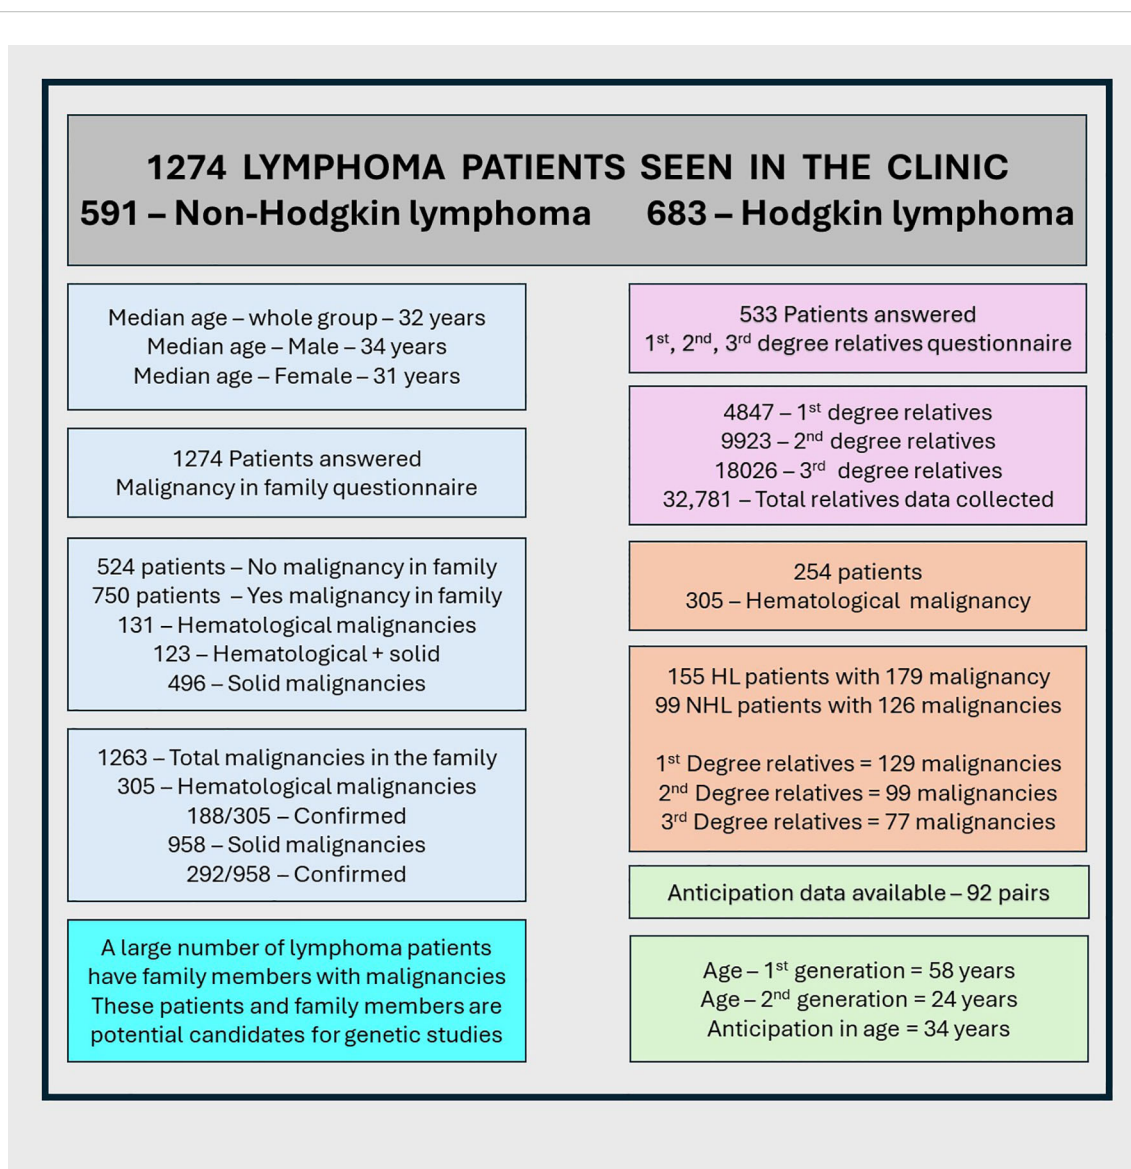 1274 LYMPHOMA PATIENTS SEEN IN THE CLINIC
591 – Non-Hodgkin lymphoma 683 – Hodgkin lymphoma
Median age – whole group – 32 years
Median age – Male – 34 years
Median age – Female – 31 years
1274 Patients answered
Malignancy in family questionnaire
524 patients – No malignancy in family
750 patients – Yes malignancy in family
131 – Hematological malignancies
123 – Hematological + solid
496 – Solid malignancies
1263 – Total malignancies in the family
305 – Hematological malignancies
188/305 – Confirmed
958 – Solid malignancies
292/958 – Confirmed
A large number of lymphoma patients
have family members with malignancies
These patients and family members are
potential candidates for genetic studies
533 Patients answered
1st, 2nd, 3rd degree relatives questionnaire
4847 – 1st degree relatives
9923 – 2nd degree relatives
18026 – 3rd degree relatives
32,781 – Total relatives data collected
254 patients
305 – Hematological malignancy
155 HL patients with 179 malignancy
99 NHL patients with 126 malignancies
1st Degree relatives = 129 malignancies
2nd Degree relatives = 99 malignancies
3rd Degree relatives = 77 malignancies
Anticipation data available – 92 pairs
Age – 1st generation = 58 years
Age – 2nd generation = 24 years
Anticipation in age = 34 years